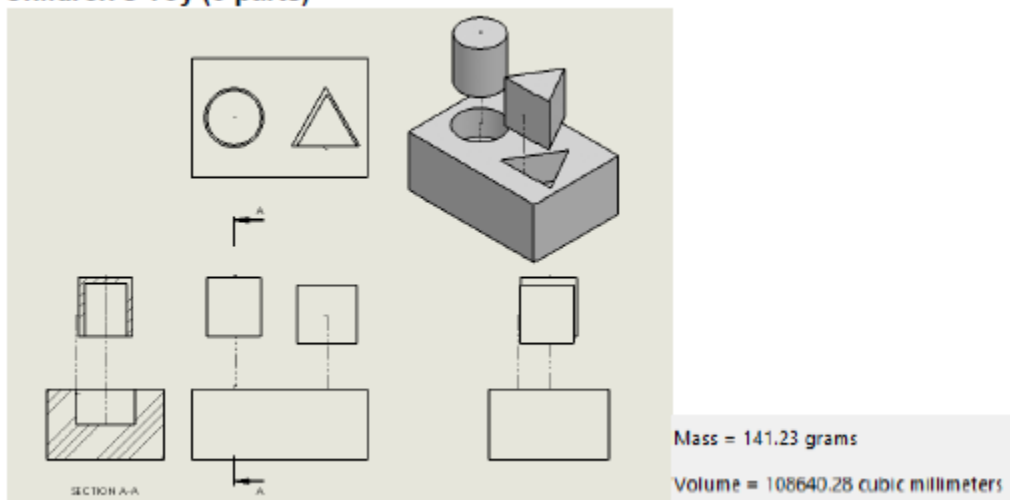 A
SECTION A-A
A
Mass = 141.23 grams
Volume = 108640.28 cubic millimeters